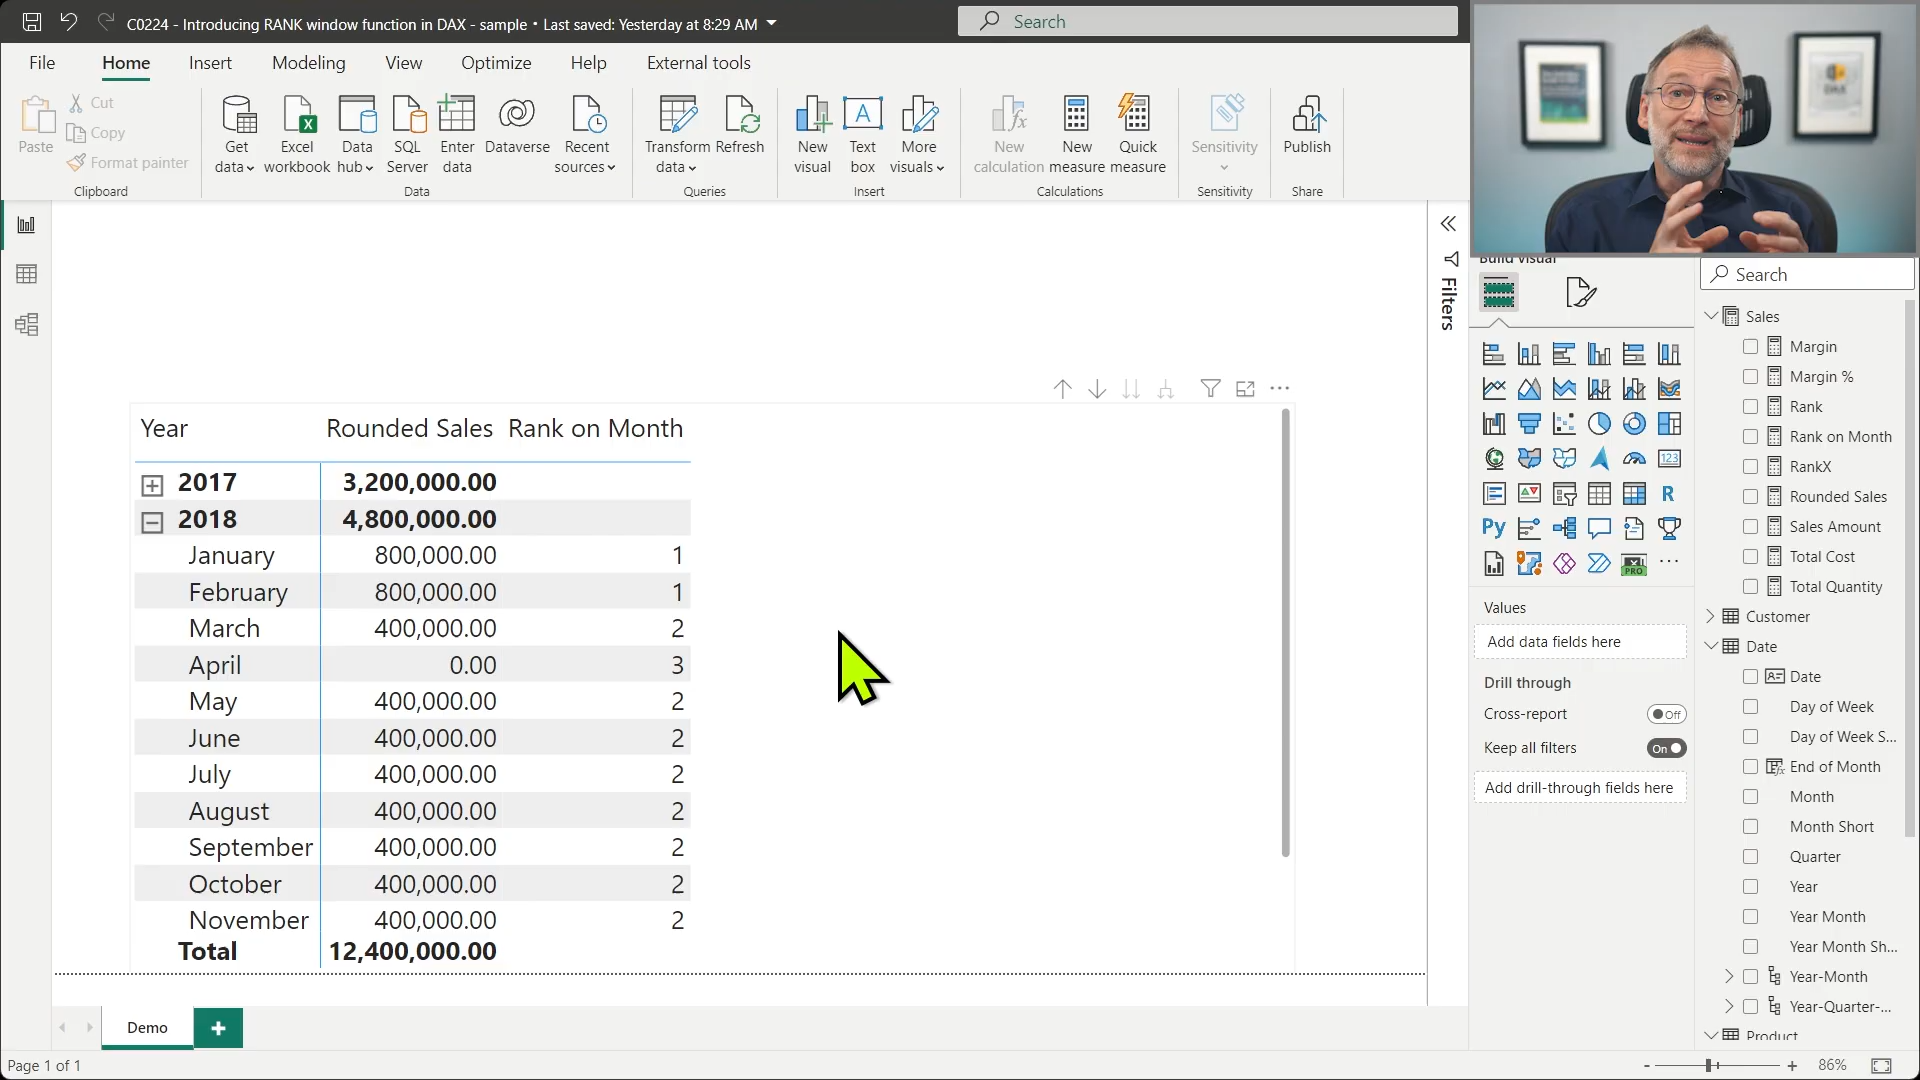 C0224 - Introducing RANK window function in DAX - sample • Last saved: Yesterday at 8:29 AM
Search
File
Home
Insert
Modeling
View
Optimize
Help
External tools
Paste
Cut
Copy
Format painter
Clipboard
Get data
Excel workbook
Data hub
SQL Server
Enter data
Dataverse
Recent sources
Data
Transform data
Refresh
Queries
New visual
Text box
More visuals
Insert
New calculation
New measure
Quick measure
Calculations
Sensitivity
Sensitivity
Publish
Share
Year Rounded Sales Rank on Month
2017 3,200,000.00
2018 4,800,000.00
January 800,000.00 1
February 800,000.00 1
March 400,000.00 2
April 0.00 3
May 400,000.00 2
June 400,000.00 2
July 400,000.00 2
August 400,000.00 2
September 400,000.00 2
October 400,000.00 2
November 400,000.00 2
Total 12,400,000.00
Filters
Build visual
123
R
Py
PRO
Values
Add data fields here
Drill through
Cross-report Off
Keep all filters On
Add drill-through fields here
Search
Sales
Margin
Margin %
Rank
Rank on Month
RankX
Rounded Sales
Sales Amount
Total Cost
Total Quantity
Customer
Date
Date
Day of Week
Day of Week S...
End of Month
Month
Month Short
Quarter
Year
Year Month
Year Month Sh...
Year-Month
Year-Quarter-...
Product
DAX
Demo
Page 1 of 1
86%